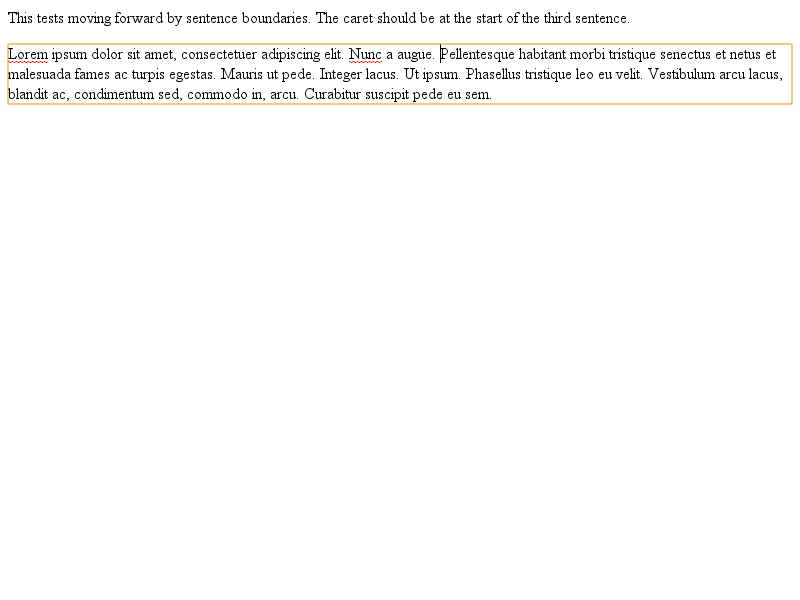 This tests moving forward by sentence boundaries. The caret should be at the start of the third sentence.
Lorem ipsum dolor sit amet, consectetuer adipiscing elit. Nunc a augue. Pellentesque habitant morbi tristique senectus et netus et
malesuada fames ac turpis egestas. Mauris ut pede. Integer lacus. Ut ipsum. Phasellus tristique leo eu velit. Vestibulum arcu lacus,
blandit ac, condimentum sed, commodo in, arcu. Curabitur suscipit pede eu sem.